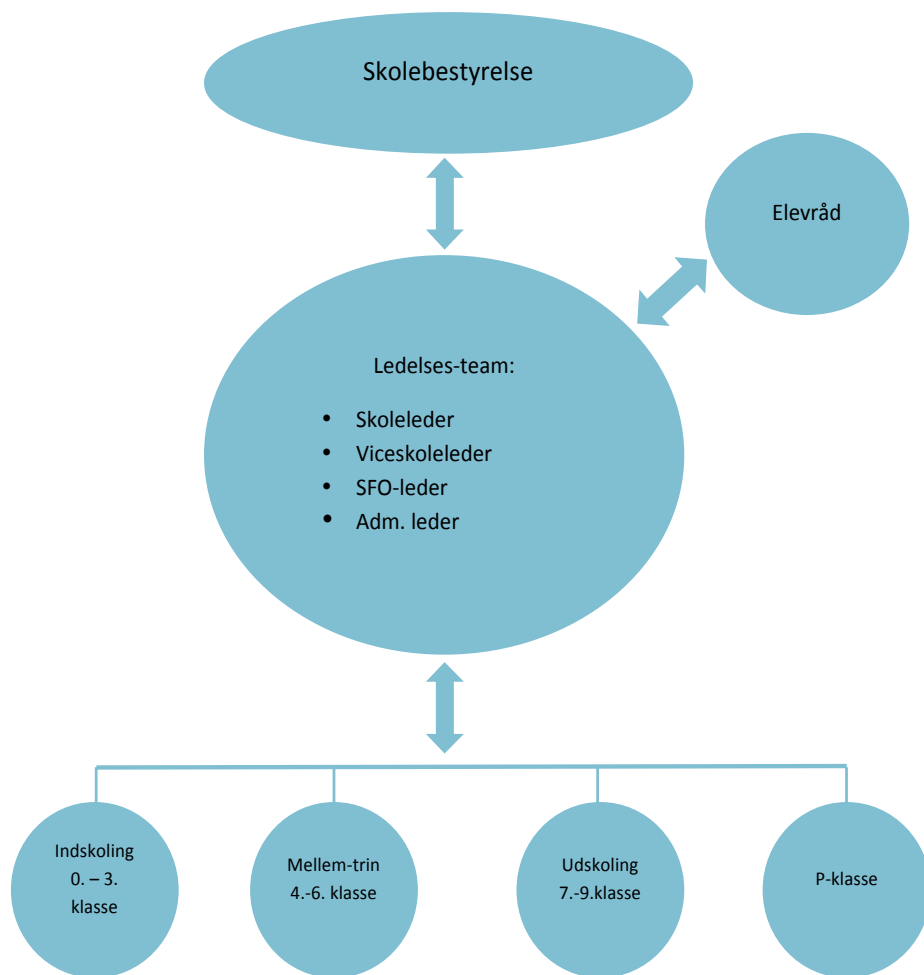 Skolebestyrelse
Elevråd
Ledelses-team:
• Skoleleder
• Viceskoleleder
• SFO-leder
• Adm. leder
Indskoling
0. – 3.
klasse
Mellem-trin
4.-6. klasse
Udskoling
7.-9.klasse
P-klasse